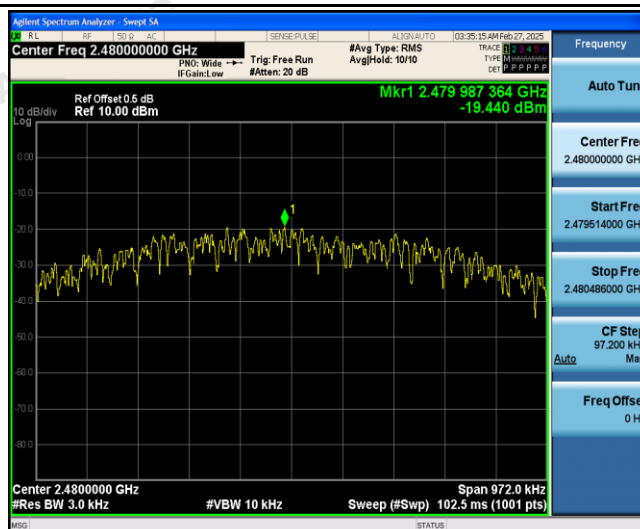 Agilent Spectrum Analyzer - Swept SA
RL RF 50 Ω AC SENSE:PULSE ALIGNAUTO 03:35:15 AM Feb 27, 2025
Center Freq 2.480000000 GHz
PNO: Wide
IFGain:Low
Trig: Free Run
#Atten: 20 dB
#Avg Type: RMS
Avg|Hold: 10/10
TRACE 1 2 3 4 5 6
TYPE M
DET P P P P P P
Ref Offset 0.5 dB
Ref 10.00 dBm
10 dB/div
Log
Mkr1 2.479 987 364 GHz
-19.440 dBm
0.00
-10.0
-20.0
-30.0
-40.0
-50.0
-60.0
-70.0
-80.0
1
Center 2.4800000 GHz
Span 972.0 kHz
#Res BW 3.0 kHz
#VBW 10 kHz
Sweep (#Swp) 102.5 ms (1001 pts)
MSG
STATUS
Frequency
Auto Tun
Center Fre
2.480000000 GH
Start Fre
2.479514000 GH
Stop Fre
2.480486000 GH
CF Ste
97.200 kH
Auto Ma
Freq Offse
0 H